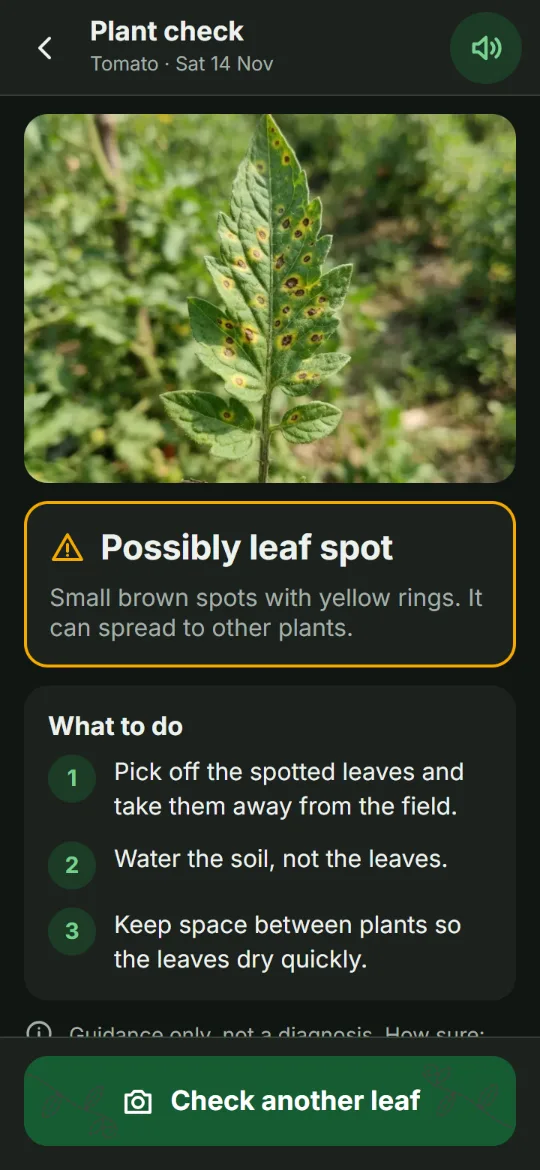 Plant check
Tomato · Sat 14 Nov
Possibly leaf spot
Small brown spots with yellow rings. It
can spread to other plants.
What to do
1 Pick off the spotted leaves and
take them away from the field.
2 Water the soil, not the leaves.
3 Keep space between plants so
the leaves dry quickly.
Guidance only, not a diagnosis. How sure:
Check another leaf